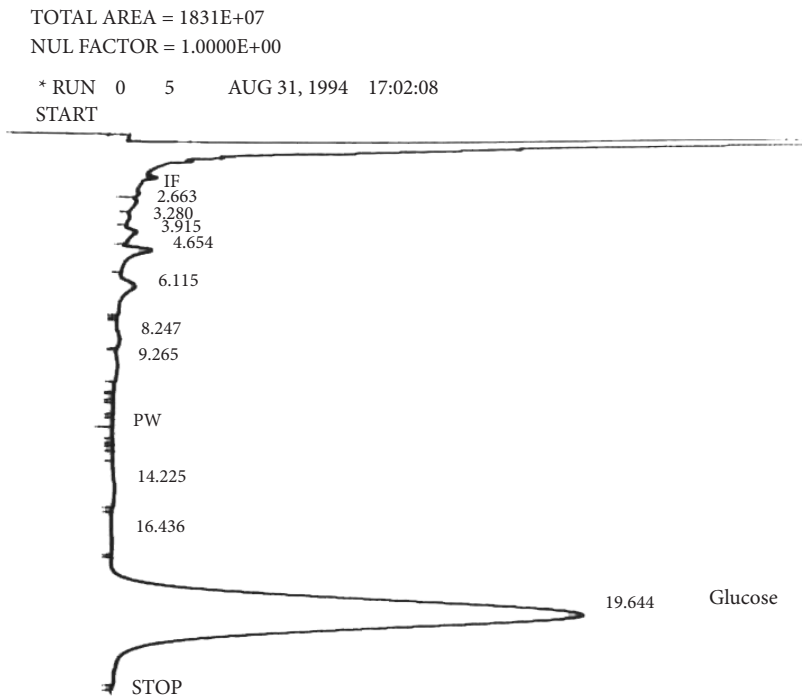 TOTAL AREA = 1831E+07
NUL FACTOR = 1.0000E+00
* RUN 0 5 AUG 31, 1994 17:02:08
START
IF
2.663
3.280
3.915
4.654
6.115
8.247
9.265
PW
14.225
16.436
19.644 Glucose
STOP